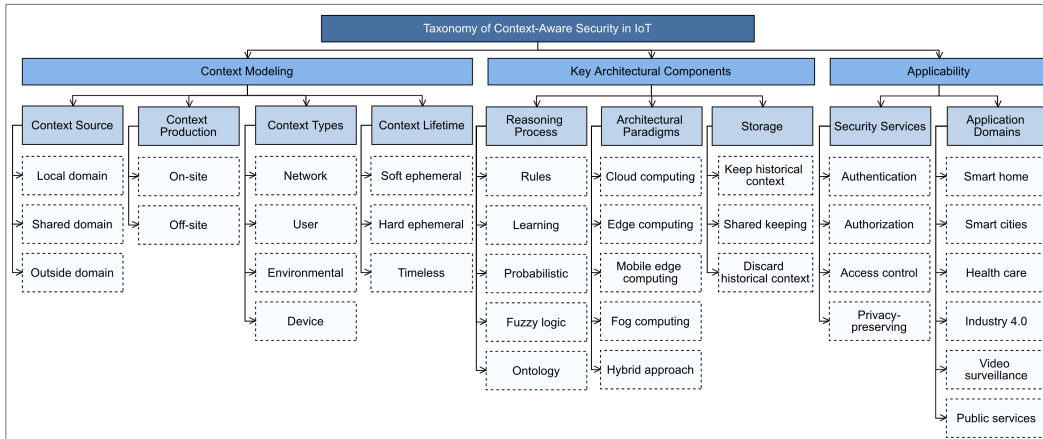 Taxonomy of Context-Aware Security in IoT
Context Modeling
Key Architectural Components
Applicability
Context Source
Context
Production
Context Types
Context Lifetime
Reasoning
Process
Architectural
Paradigms
Storage
Security Services
Application
Domains
Local domain
Shared domain
Outside domain
On-site
Off-site
Network
User
Environmental
Device
Soft ephemeral
Hard ephemeral
Timeless
Rules
Learning
Probabilistic
Fuzzy logic
Ontology
Cloud computing
Edge computing
Mobile edge
computing
Fog computing
Hybrid approach
Keep historical
context
Shared keeping
Discard
historical context
Authentication
Authorization
Access control
Privacy-
preserving
Smart home
Smart cities
Health care
Industry 4.0
Video
surveillance
Public services